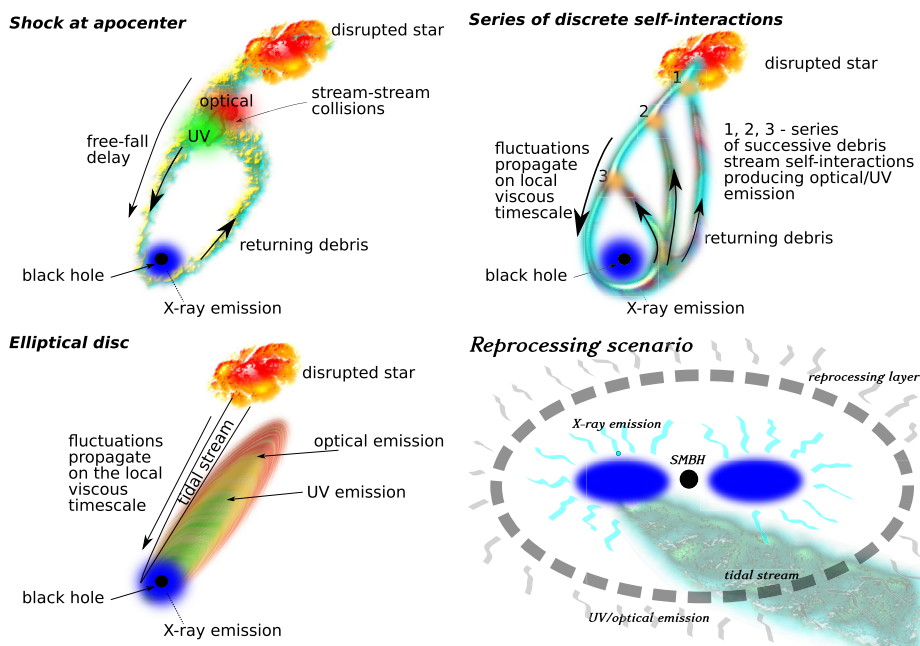 Shock at apocenter
disrupted star
optical
stream-stream
collisions
UV
free-fall
delay
returning debris
black hole
X-ray emission
Series of discrete self-interactions
disrupted star
1
2
3
fluctuations
propagate
on local
viscous
timescale
1, 2, 3 - series
of successive debris
stream self-interactions
producing optical/UV
emission
returning debris
black hole
X-ray emission
Elliptical disc
disrupted star
fluctuations
propagate
on the local
viscous
timescale
tidal stream
optical emission
UV emission
black hole
X-ray emission
Reprocessing scenario
reprocessing layer
X-ray emission
SMBH
tidal stream
UV/optical emission